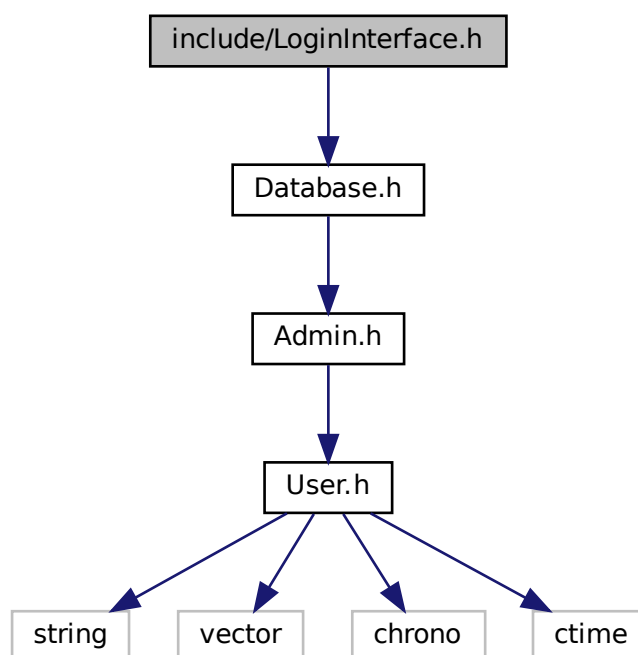 include/LoginInterface.h
Database.h
Admin.h
User.h
string
vector
chrono
ctime